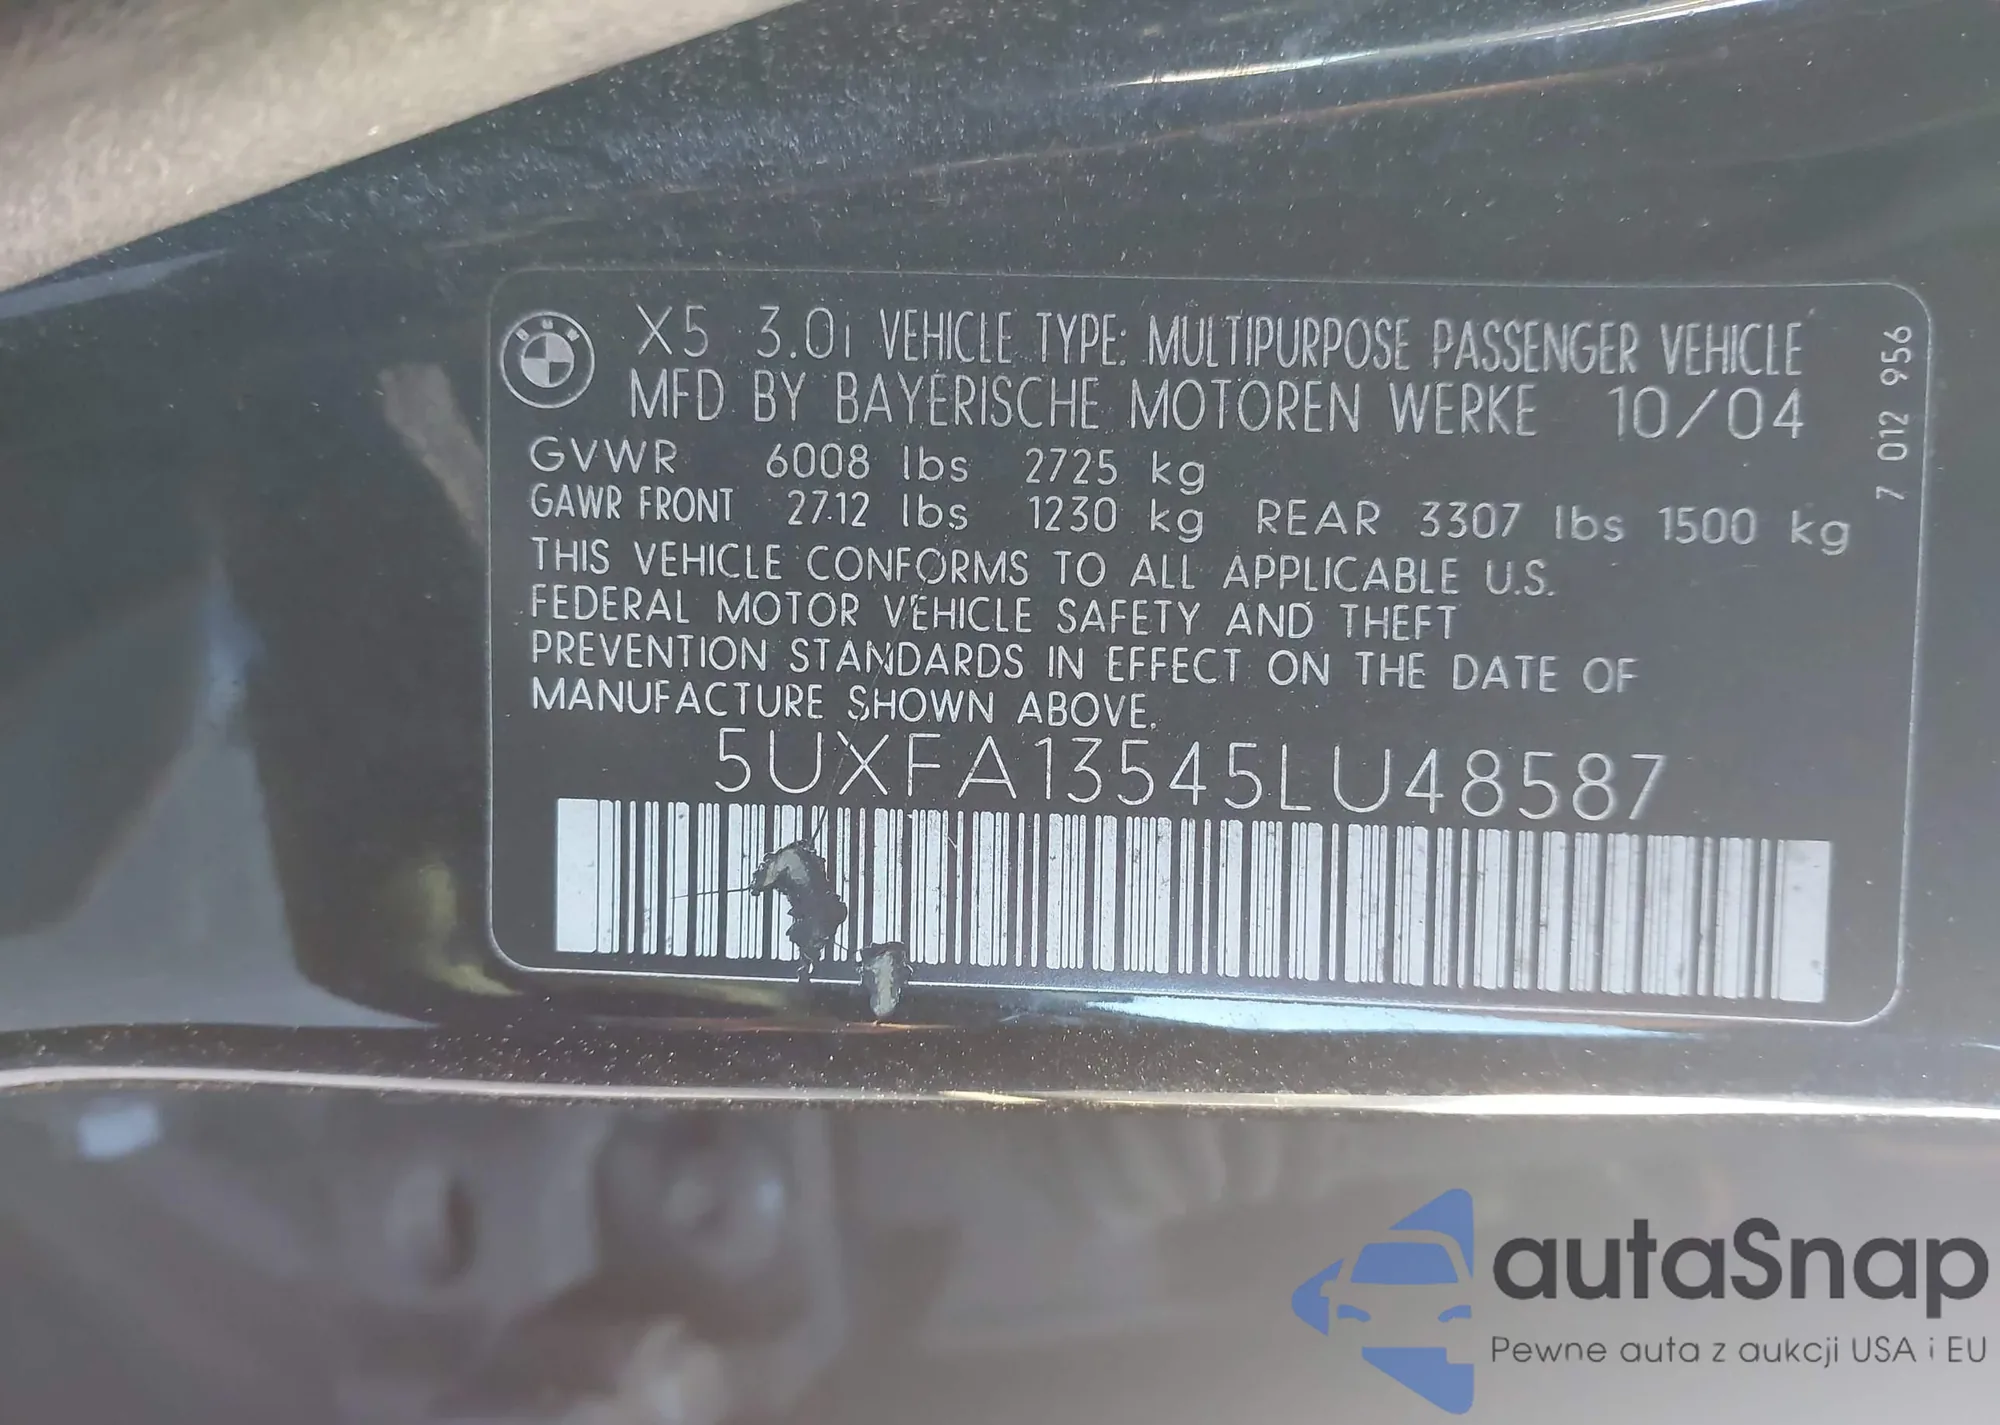 BMW
X5 3.0i VEHICLE TYPE: MULTIPURPOSE PASSENGER VEHICLE
MFD BY BAYERISCHE MOTOREN WERKE 10/04
GVWR 6008 lbs 2725 kg
GAWR FRONT 2712 lbs 1230 kg REAR 3307 lbs 1500 kg
THIS VEHICLE CONFORMS TO ALL APPLICABLE U.S.
FEDERAL MOTOR VEHICLE SAFETY AND THEFT
PREVENTION STANDARDS IN EFFECT ON THE DATE OF
MANUFACTURE SHOWN ABOVE.
5UXFA13545LU48587
7 012 956
autaSnap
Pewne auta z aukcji USA i EU